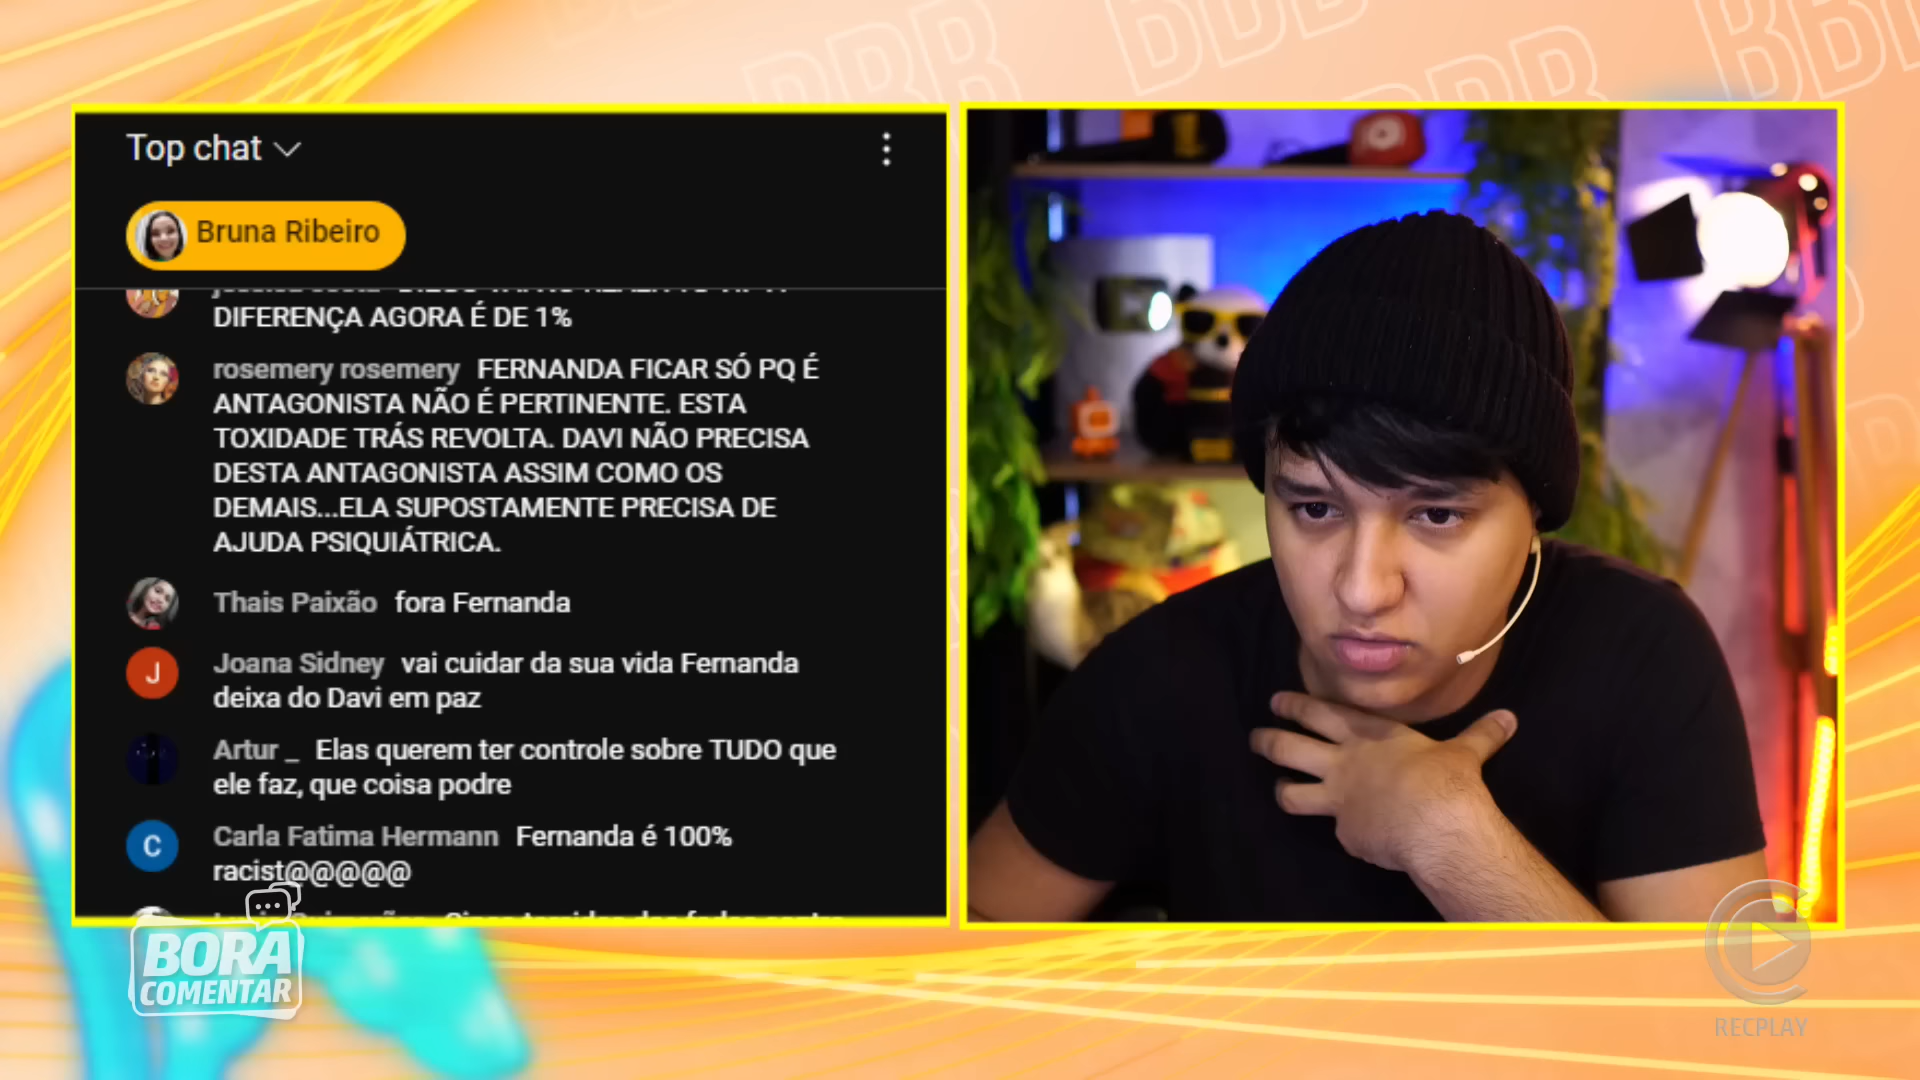 BBB
BBB
BBB
Top chat
Bruna Ribeiro
DIFERENÇA AGORA É DE 1%
rosemery rosemery FERNANDA FICAR SÓ PQ É
ANTAGONISTA NÃO É PERTINENTE. ESTA
TOXIDADE TRÁS REVOLTA. DAVI NÃO PRECISA
DESTA ANTAGONISTA ASSIM COMO OS
DEMAIS...ELA SUPOSTAMENTE PRECISA DE
AJUDA PSIQUIÁTRICA.
Thais Paixão fora Fernanda
J
Joana Sidney vai cuidar da sua vida Fernanda
deixa do Davi em paz
Artur _ Elas querem ter controle sobre TUDO que
ele faz, que coisa podre
C
Carla Fatima Hermann Fernanda é 100%
racist@@@@@
BORA
COMENTAR
RECPLAY